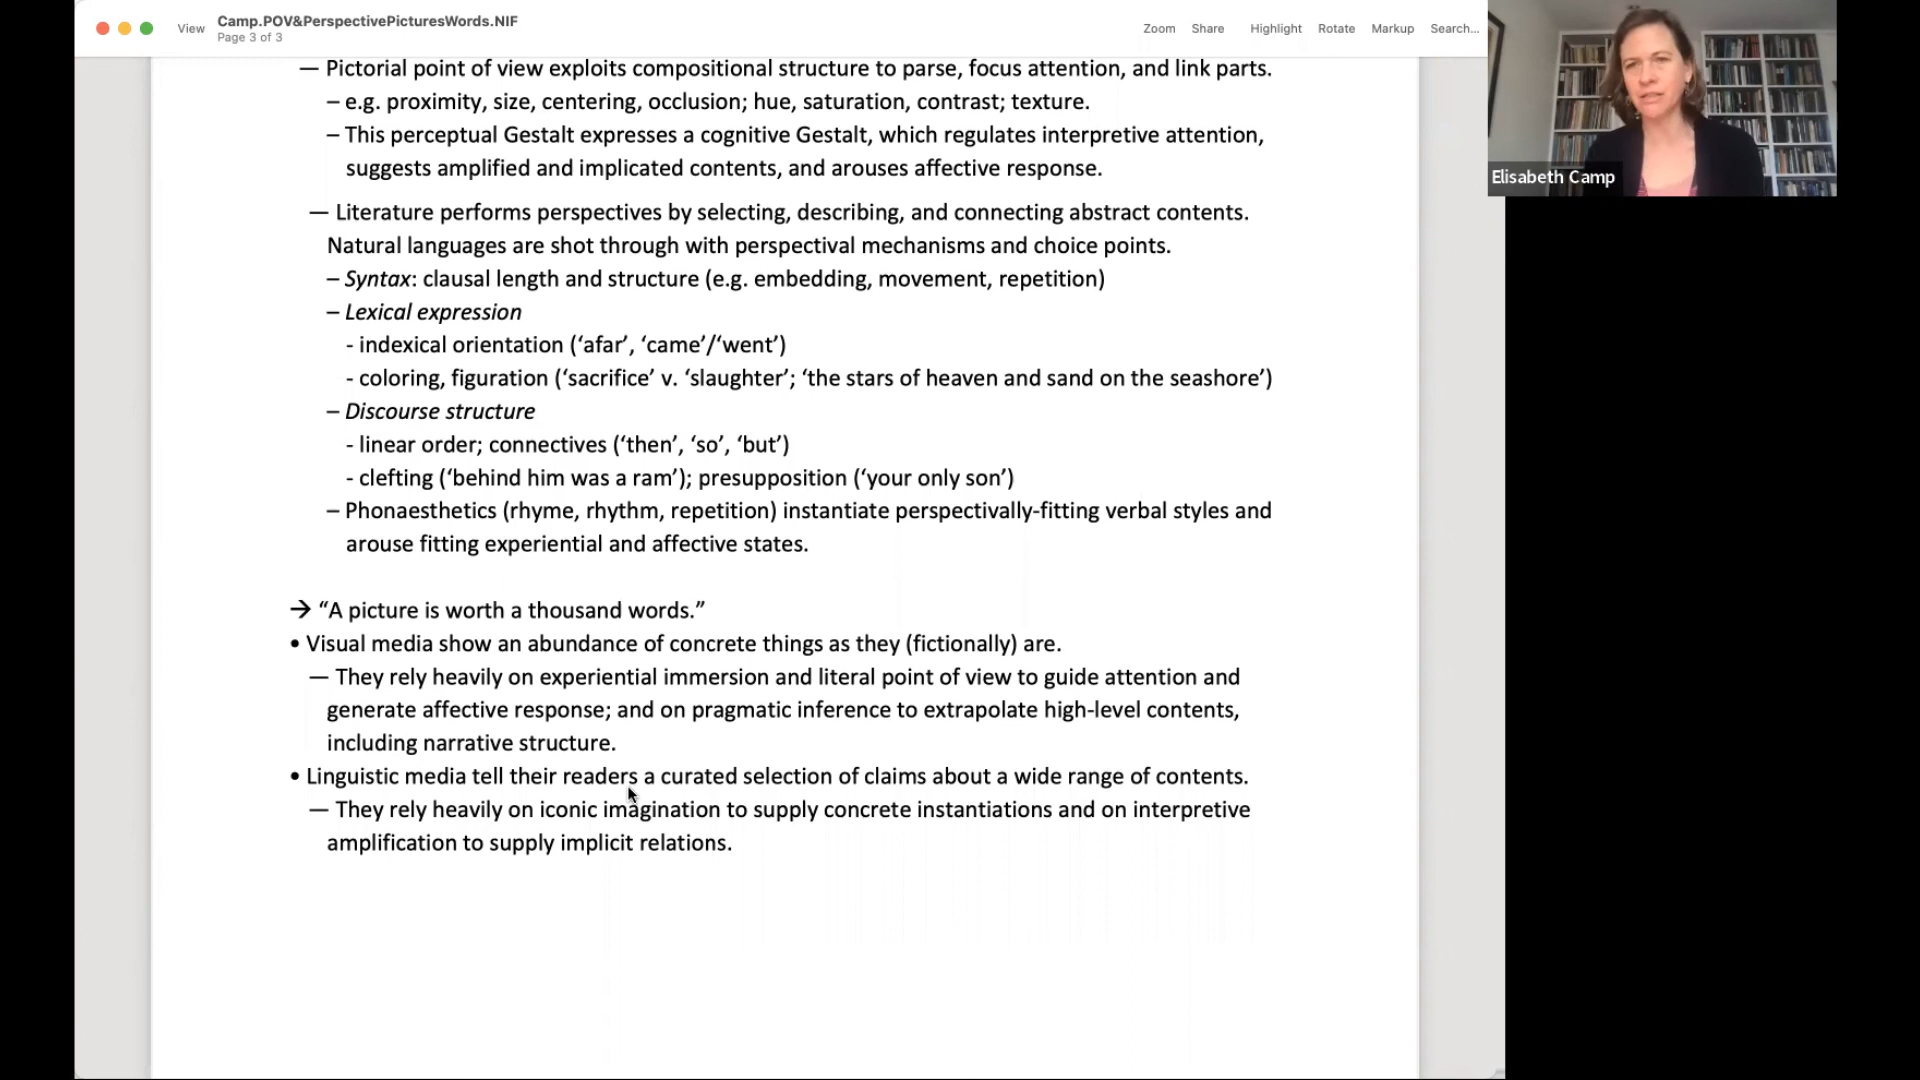 Camp.POV&PerspectivePicturesWords.NIF
View
Page 3 of 3
Zoom Share Highlight Rotate Markup Search...
— Pictorial point of view exploits compositional structure to parse, focus attention, and link parts.
– e.g. proximity, size, centering, occlusion; hue, saturation, contrast; texture.
– This perceptual Gestalt expresses a cognitive Gestalt, which regulates interpretive attention,
suggests amplified and implicated contents, and arouses affective response.
Elisabeth Camp
— Literature performs perspectives by selecting, describing, and connecting abstract contents.
Natural languages are shot through with perspectival mechanisms and choice points.
– Syntax: clausal length and structure (e.g. embedding, movement, repetition)
– Lexical expression
- indexical orientation (‘afar’, ‘came’/‘went’)
- coloring, figuration (‘sacrifice’ v. ‘slaughter’; ‘the stars of heaven and sand on the seashore’)
– Discourse structure
- linear order; connectives (‘then’, ‘so’, ‘but’)
- clefting (‘behind him was a ram’); presupposition (‘your only son’)
– Phonaesthetics (rhyme, rhythm, repetition) instantiate perspectivally-fitting verbal styles and
arouse fitting experiential and affective states.
→ “A picture is worth a thousand words.”
• Visual media show an abundance of concrete things as they (fictionally) are.
— They rely heavily on experiential immersion and literal point of view to guide attention and
generate affective response; and on pragmatic inference to extrapolate high-level contents,
including narrative structure.
• Linguistic media tell their readers a curated selection of claims about a wide range of contents.
— They rely heavily on iconic imagination to supply concrete instantiations and on interpretive
amplification to supply implicit relations.